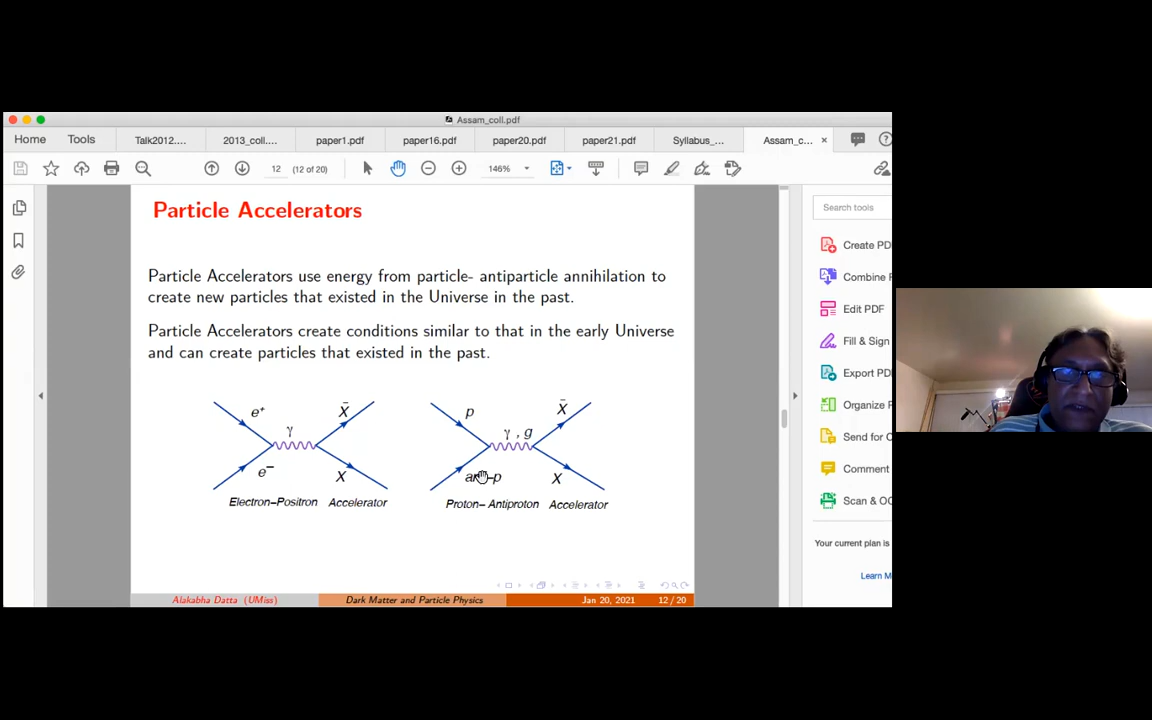 Assam_coll.pdf
Home Tools Talk2012.... 2013_coll.... paper1.pdf paper16.pdf paper20.pdf paper21.pdf Syllabus_... Assam_c... ×
12 (12 of 20) 146%
Particle Accelerators
Particle Accelerators use energy from particle- antiparticle annihilation to
create new particles that existed in the Universe in the past.
Particle Accelerators create conditions similar to that in the early Universe
and can create particles that existed in the past.
e⁺ γ X̄
e⁻ X
Electron–Positron Accelerator
p γ , g X̄
–p X
Proton– Antiproton Accelerator
Alakabha Datta (UMiss) Dark Matter and Particle Physics Jan 20, 2021 12 / 20
Search tools
Create PD
Combine F
Edit PDF
Fill & Sign
Export PDF
Organize P
Send for C
Comment
Scan & OC
Your current plan is
Learn M